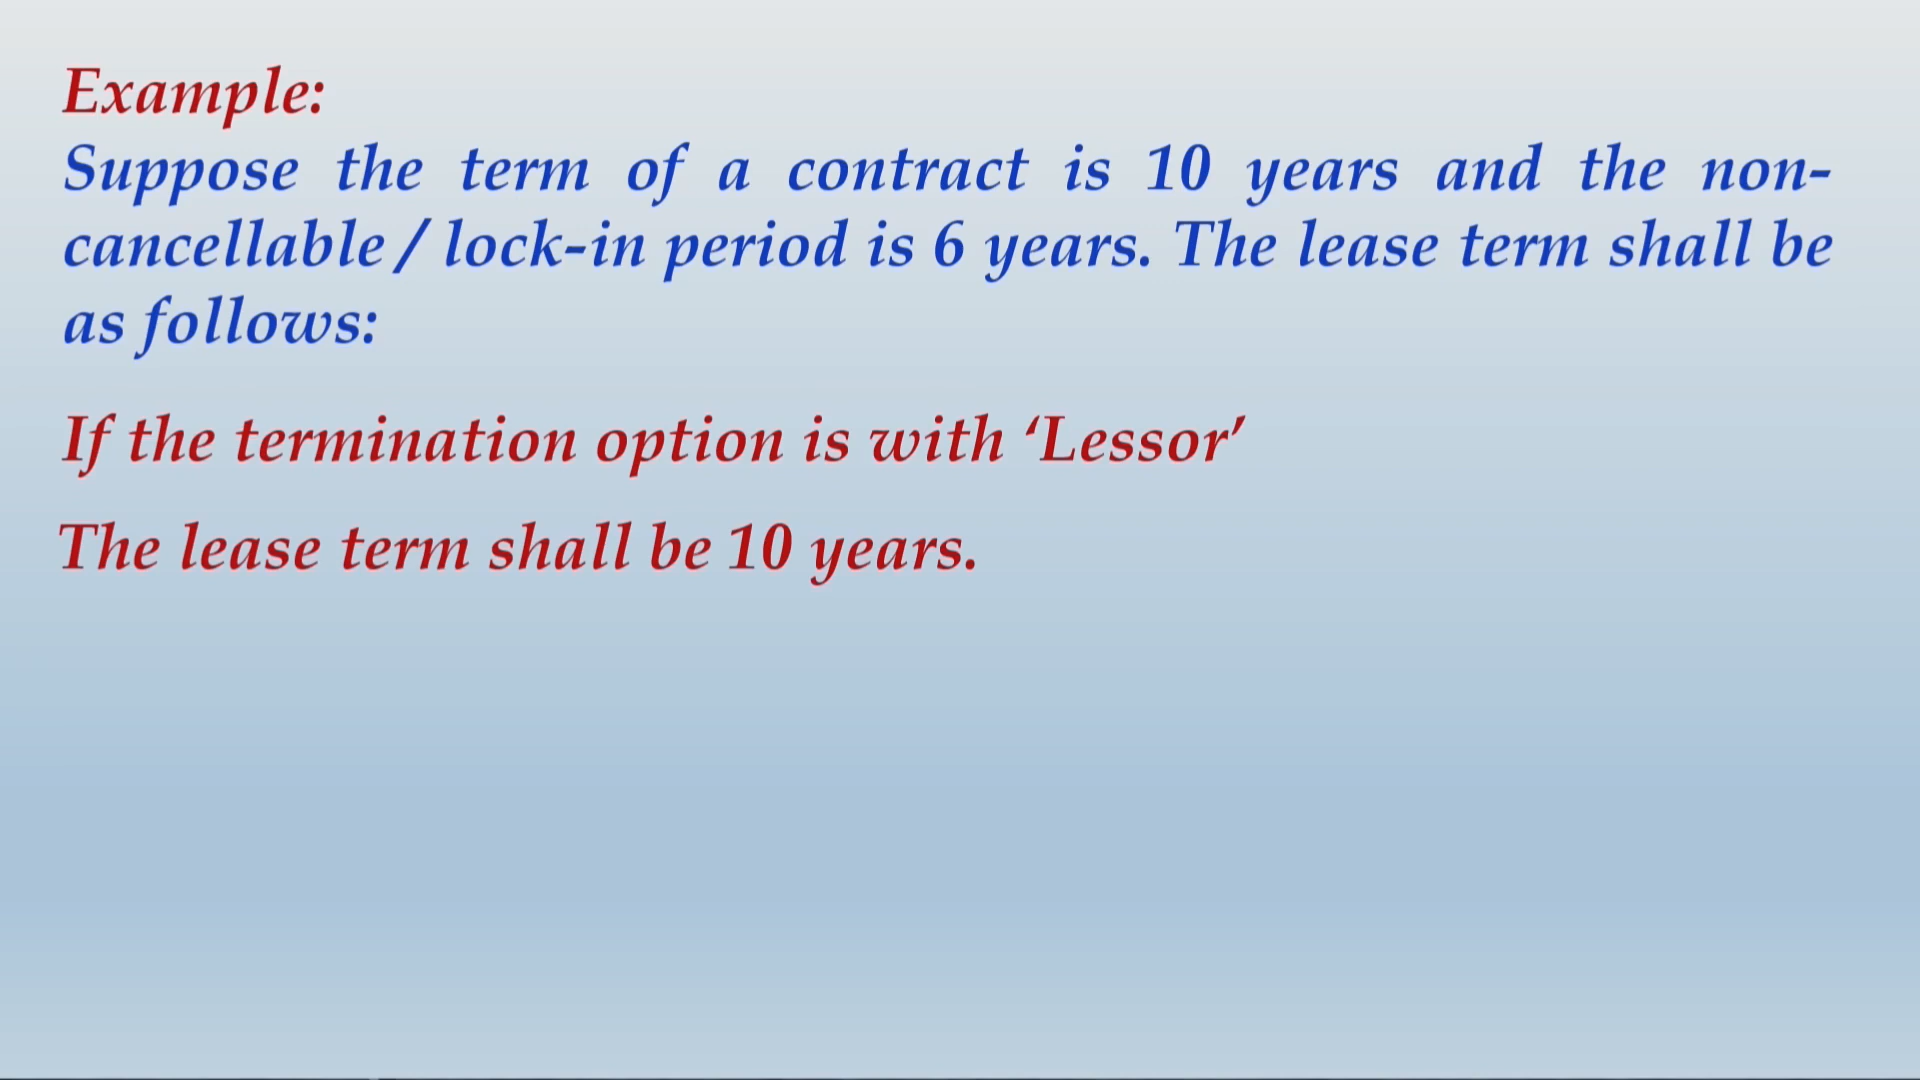 Example:
Suppose the term of a contract is 10 years and the non-
cancellable / lock-in period is 6 years. The lease term shall be
as follows:
If the termination option is with ‘Lessor’
The lease term shall be 10 years.